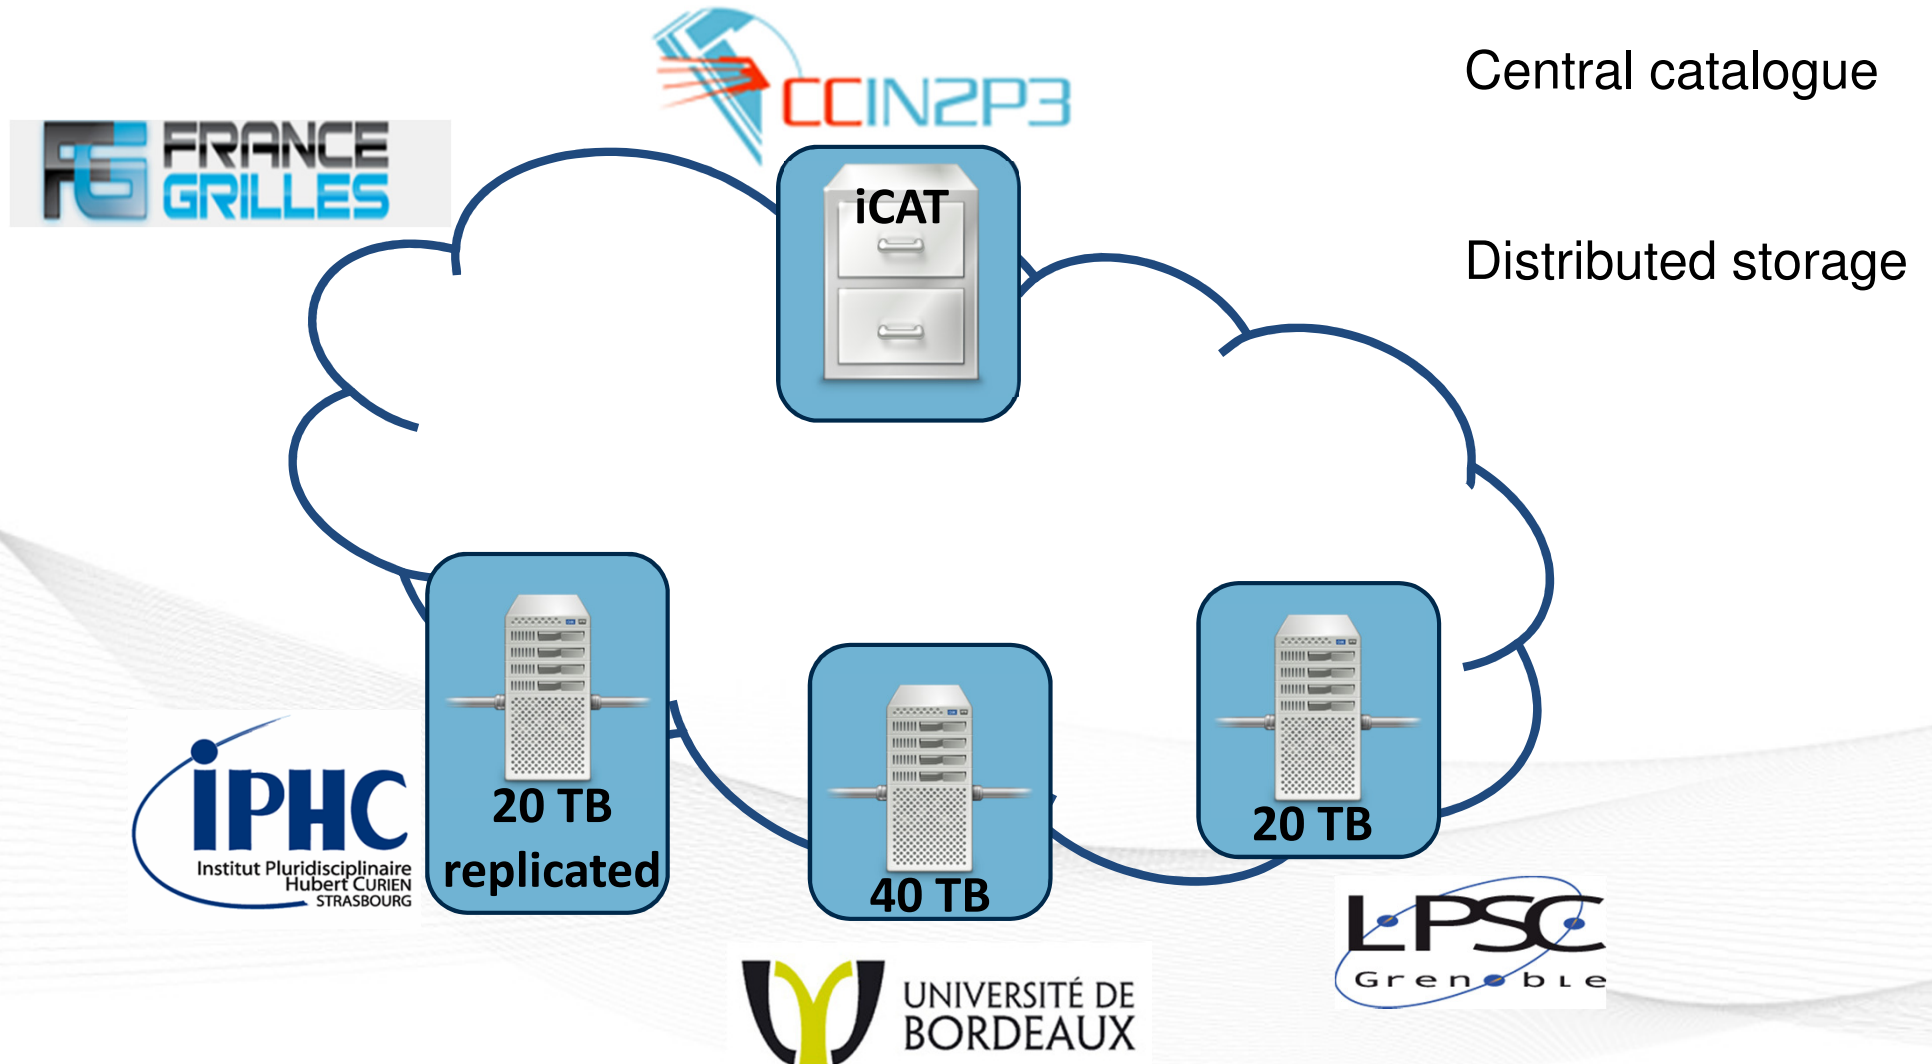 CCIN2P3
Central catalogue
FG FRANCE
GRILLES
iCAT
Distributed storage
20 TB
replicated
40 TB
20 TB
iPHC
Institut Pluridisciplinaire
Hubert CURIEN
STRASBOURG
LPSC
Grenoble
UNIVERSITÉ DE
BORDEAUX